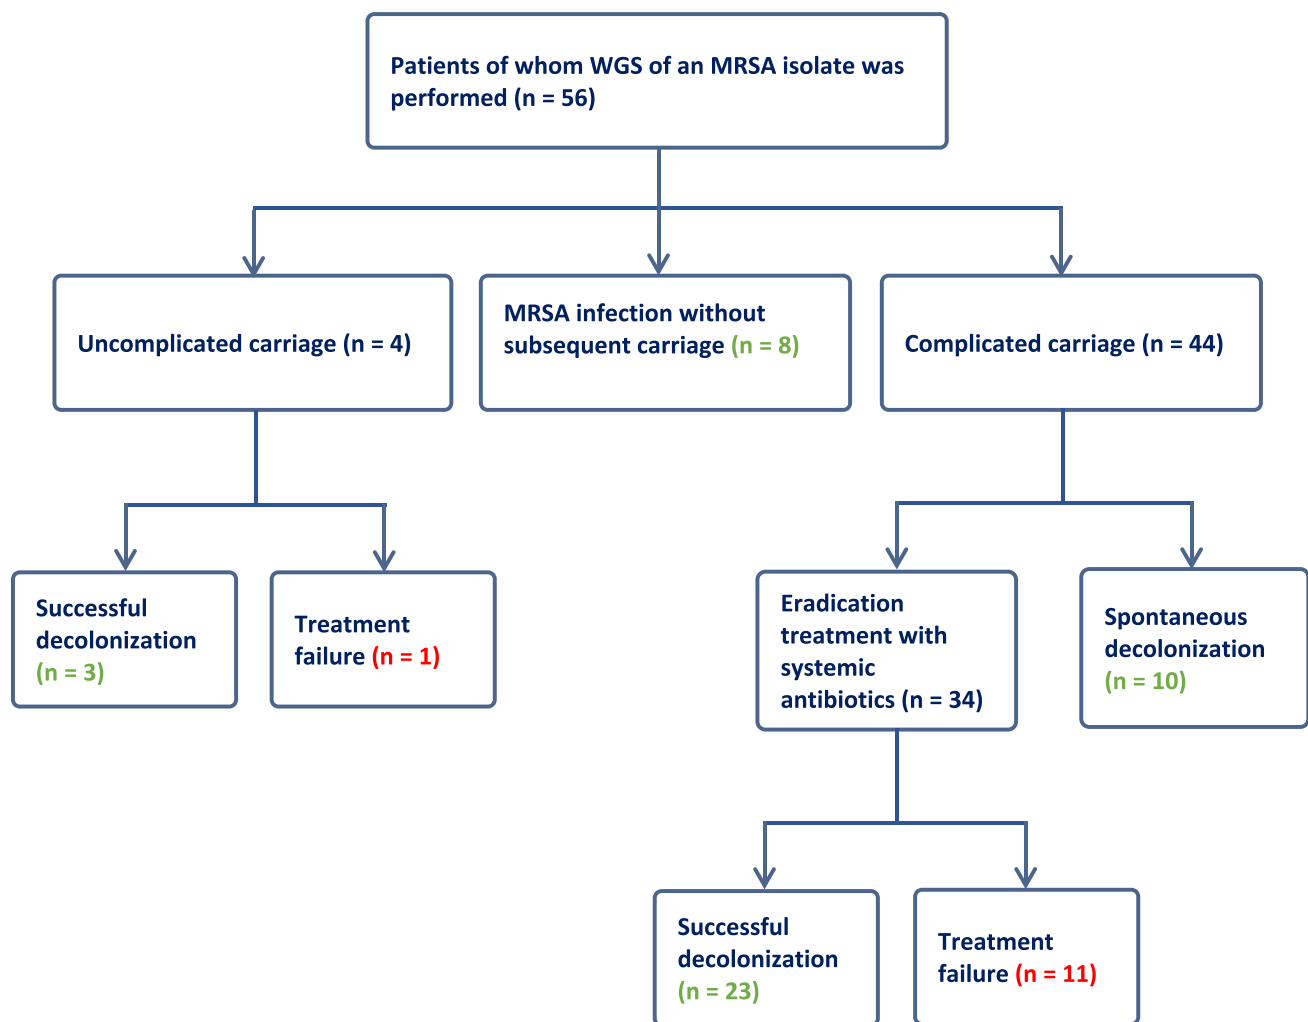 Patients of whom WGS of an MRSA isolate was
performed (n = 56)
Uncomplicated carriage (n = 4)
MRSA infection without
subsequent carriage (n = 8)
Complicated carriage (n = 44)
Successful
decolonization
(n = 3)
Treatment
failure (n = 1)
Eradication
treatment with
systemic
antibiotics (n = 34)
Spontaneous
decolonization
(n = 10)
Successful
decolonization
(n = 23)
Treatment
failure (n = 11)